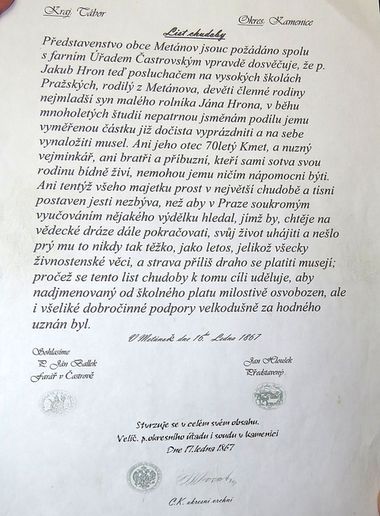 Kraj. Tábor
Okres. Kamenice
List chudoby
Představenstvo obce Metánov jsouc požádáno spolu
s farním Úřadem Častrovským vpravdě dosvěčuje, že p.
Jakub Hron teď posluchačem na vysokých školách
Pražských, rodilý z Metánova, devěti členné rodiny
nejmladší syn malého rolníka Jána Hrona, v běhu
mnoholetých študií nepatrnou jsměnám podílu jemu
vyměřenou částku již dočista vyprázdniti a na sebe
vynaložiti musel. Ani jeho otec 70letý Kmet, a nuzný
vejminkář, ani bratři a příbuzní, kteří sami sotva svou
rodinu bídně živí, nemohou jemu ničím nápomocni býti.
Ani tentýž všeho majetku prost v největší chudobě a tisni
postaven jesti nezbýva, než aby v Praze soukromým
vyučováním nějakého výdělku hledal, jímž by, chtěje na
vědecké dráze dále pokračovati, svůj život uhájiti a nešlo
prý mu to nikdy tak těžko, jako letos, jelikož všecky
živnostenské věci, a strava příliš draho se platiti musejí;
pročež se tento list chudoby k tomu cíli uděluje, aby
nadjmenovaný od školného platu milostivě osvobozen, ale
i všeliké dobročinné podpory velkodušně za hodného
uznán byl.
V Metánově dne 16ᵗᵉ Ledna 1867
Sohlasíme
P. Ján Ballek
Farář v Častrově
Jan Hloušek
Představený
Stvrzuje se v celém svém obsahu.
Velič. p.okresního úřadu i soudu v Kamenici
Dne 17.ledna 1867
C.K. okresní vrchní